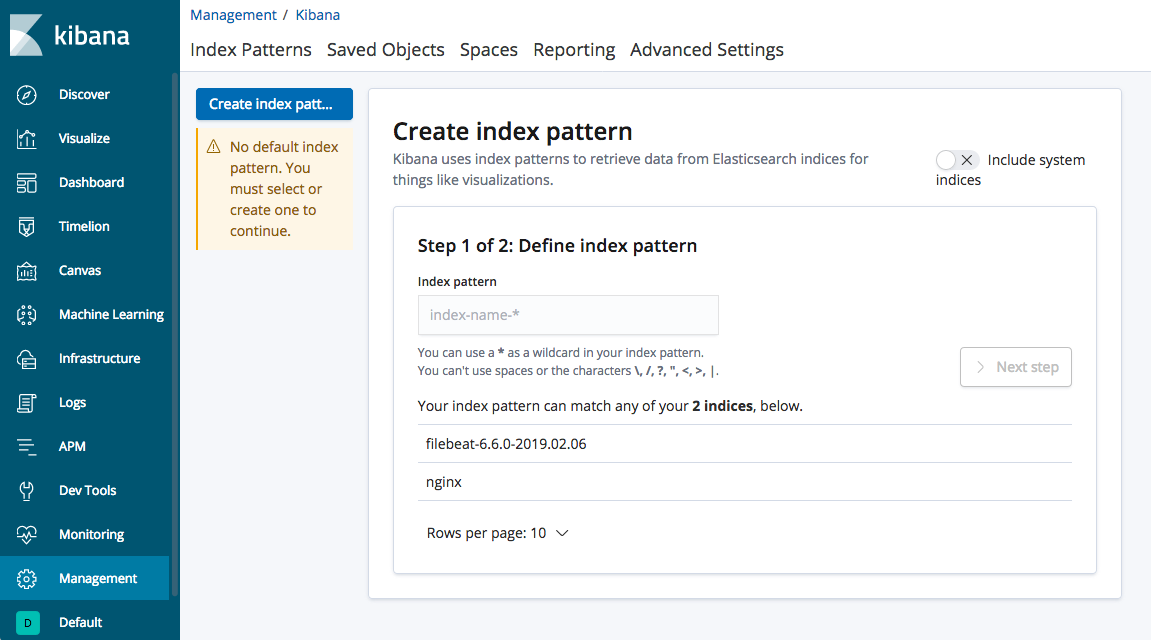 kibana
Discover
Visualize
Dashboard
Timelion
Canvas
Machine Learning
Infrastructure
Logs
APM
Dev Tools
Monitoring
Management
D Default
Management / Kibana
Index Patterns Saved Objects Spaces Reporting Advanced Settings
Create index patt...
No default index
pattern. You
must select or
create one to
continue.
Create index pattern
Kibana uses index patterns to retrieve data from Elasticsearch indices for
things like visualizations.
Include system
indices
Step 1 of 2: Define index pattern
Index pattern
index-name-*
You can use a * as a wildcard in your index pattern.
You can't use spaces or the characters \, /, ?, ", <, >, |.
Next step
Your index pattern can match any of your 2 indices, below.
filebeat-6.6.0-2019.02.06
nginx
Rows per page: 10